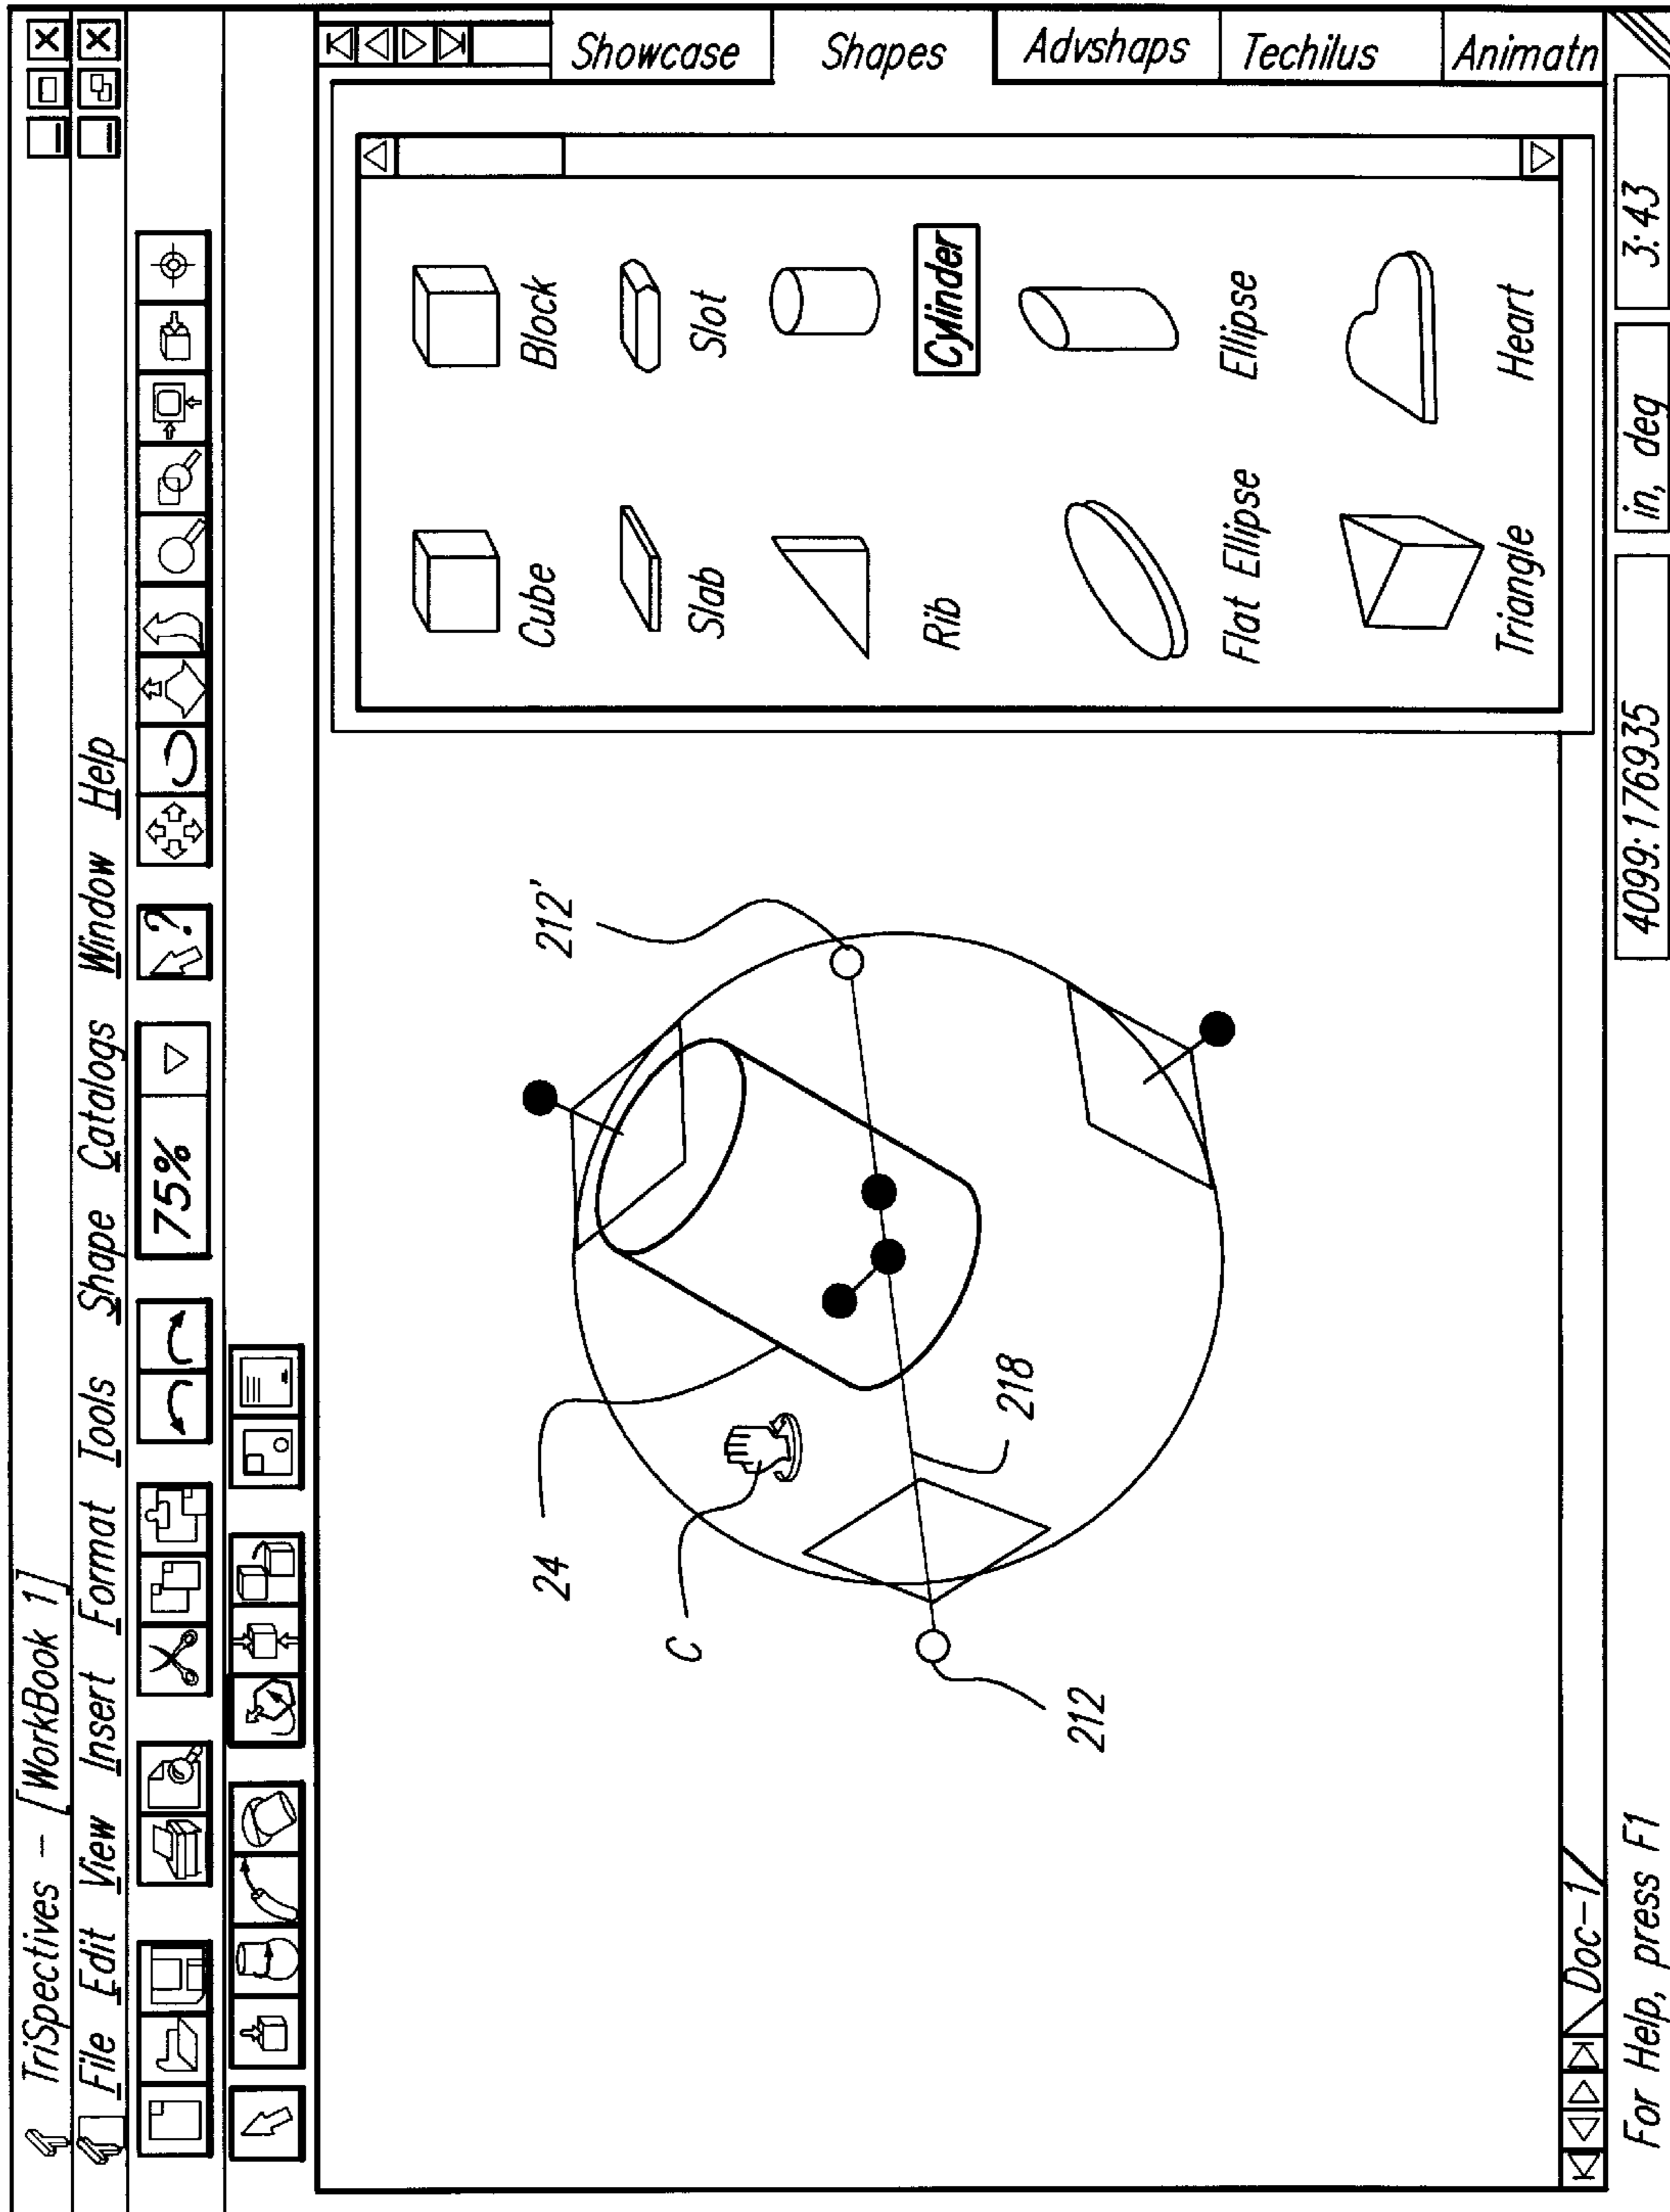 TriSpectives - [WorkBook 1]
File Edit View Insert Format Tools Shape Catalogs Window Help
75%
?
Showcase
Shapes
Advshaps
Techilus
Animatn
Cube Block
Slab Slot
Rib Cylinder
Flat Ellipse Ellipse
Triangle Heart
24
C
212
218
212'
Doc-1
For Help, press F1 4099:176935 in, deg 3:43